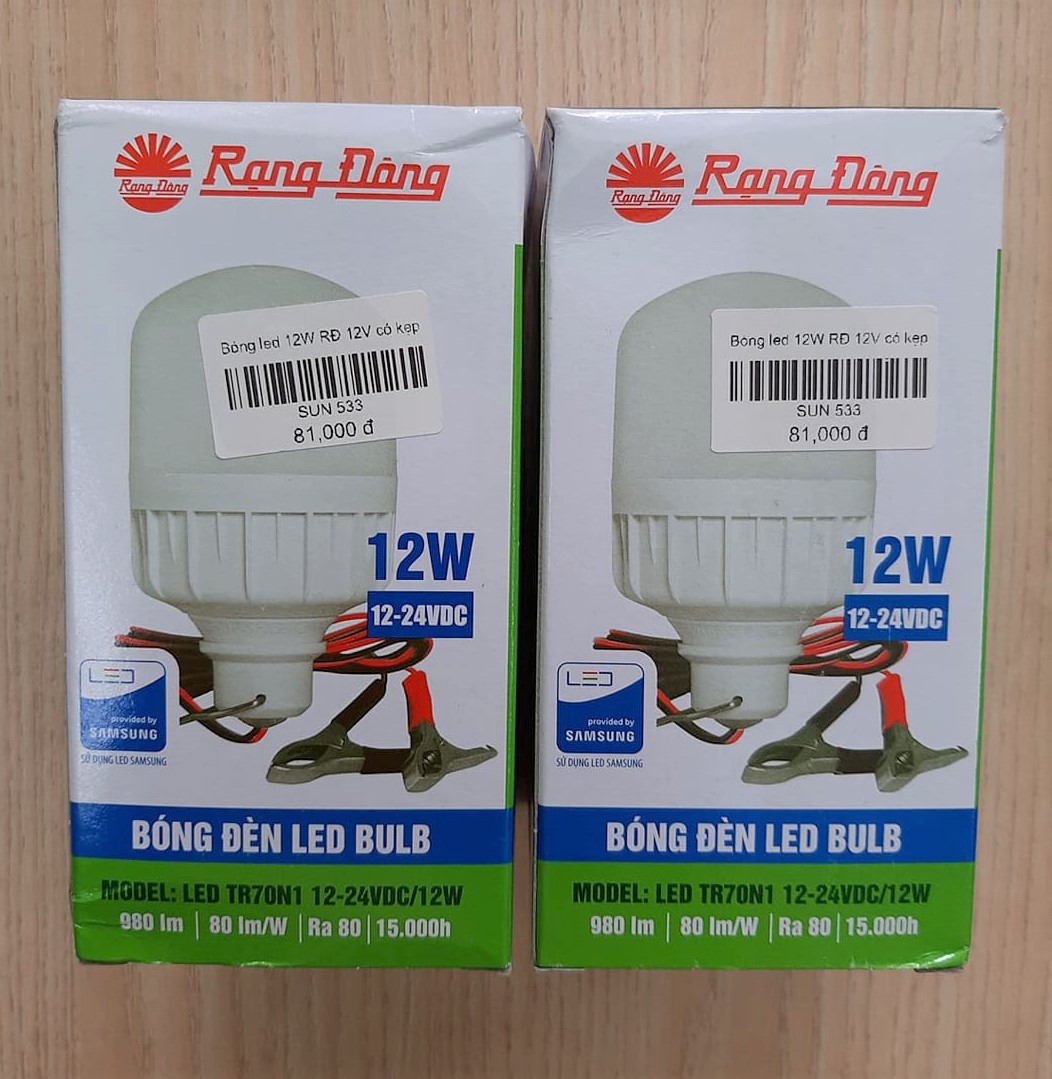 Rạng Đông
Rạng Đông
Bóng led 12W RĐ 12V có kẹp
SUN 533
81,000 đ
12W
12-24VDC
LED
provided by
SAMSUNG
SỬ DỤNG LED SAMSUNG
BÓNG ĐÈN LED BULB
MODEL: LED TR70N1 12-24VDC/12W
980 lm | 80 lm/W | Ra 80 | 15.000h
Rạng Đông
Rạng Đông
Bóng led 12W RĐ 12V có kẹp
SUN 533
81,000 đ
12W
12-24VDC
LED
provided by
SAMSUNG
SỬ DỤNG LED SAMSUNG
BÓNG ĐÈN LED BULB
MODEL: LED TR70N1 12-24VDC/12W
980 lm | 80 lm/W | Ra 80 | 15.000h